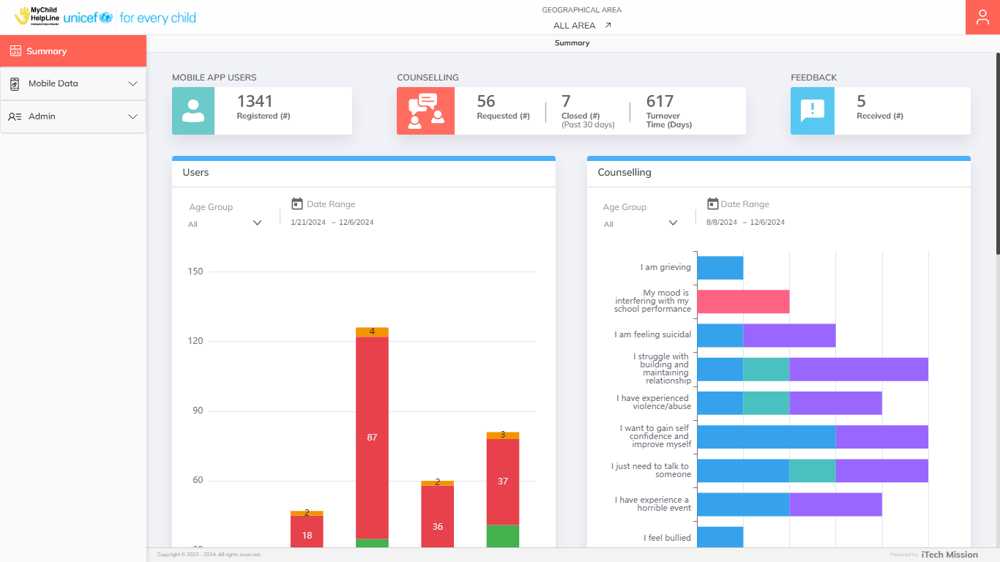 MyChild
HelpLine
unicef for every child
GEOGRAPHICAL AREA
ALL AREA
Summary
Summary
Mobile Data
Admin
MOBILE APP USERS
1341
Registered (#)
COUNSELLING
56
Requested (#)
7
Closed (#)
(Past 30 days)
617
Turnover
Time (Days)
FEEDBACK
5
Received (#)
Users
Age Group
All
Date Range
1/21/2024 – 12/6/2024
150
120
90
60
2
18
4
87
2
36
3
37
Counselling
Age Group
All
Date Range
8/8/2024 – 12/6/2024
I am grieving
My mood is
interfering with my
school performance
I am feeling suicidal
I struggle with
building and
maintaining
relationship
I have experienced
violence/abuse
I want to gain self
confidence and
improve myself
I just need to talk to
someone
I have experience a
horrible event
I feel bullied
Copyright © 2022 - 2024. All rights reserved.
Powered by iTech Mission